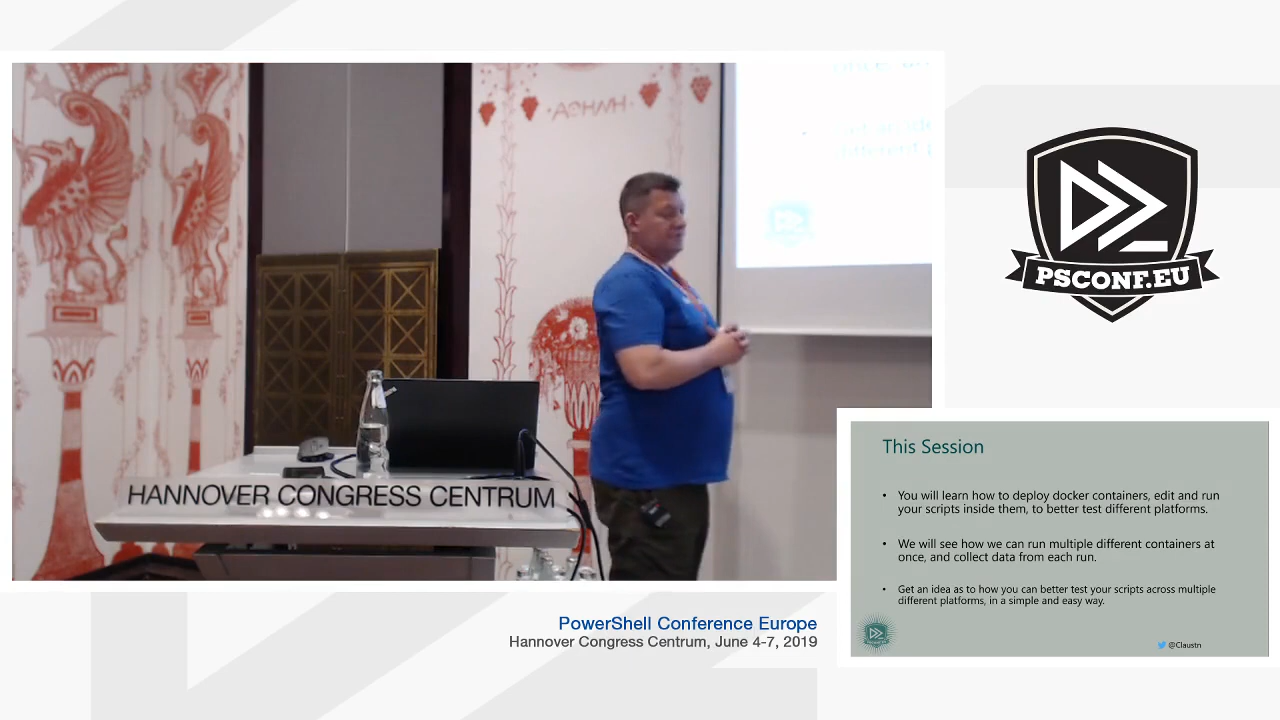 PSCONF.EU
HANNOVER CONGRESS CENTRUM
This Session
• You will learn how to deploy docker containers, edit and run
your scripts inside them, to better test different platforms.
• We will see how we can run multiple different containers at
once, and collect data from each run.
• Get an idea as to how you can better test your scripts across multiple
different platforms, in a simple and easy way.
@Claustn
PowerShell Conference Europe
Hannover Congress Centrum, June 4-7, 2019